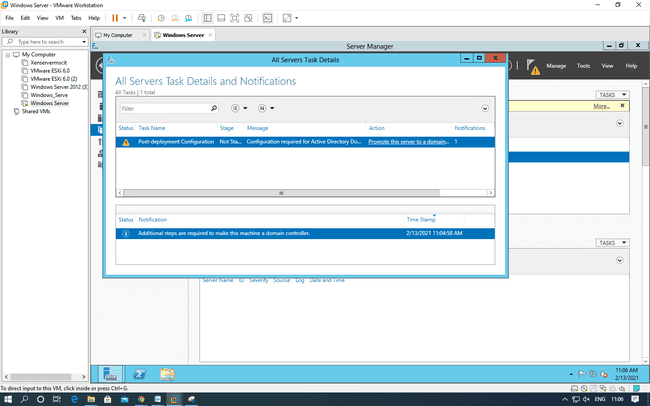 Windows Server - VMware Workstation
File Edit View VM Tabs Help
Library
Type here to search
My Computer
Xenservermscit
VMware ESXi 6.0
VMware ESXi 6.0 (2)
Windows Server 2012 (3)
Windows_Serve
Windows Server
Shared VMs
My Computer
Windows Server
Server Manager
Manage Tools View Help
TASKS
More...
All Servers Task Details
All Servers Task Details and Notifications
All Tasks | 1 total
Filter
Status Task Name Stage Message Action Notifications
Post-deployment Configuration Not Sta... Configuration required for Active Directory Do... Promote this server to a domain... 1
Status Notification Time Stamp
Additional steps are required to make this machine a domain controller. 2/13/2021 11:04:58 AM
TASKS
Server Name ID Severity Source Log Date and Time
11:06 AM
2/13/2021
To direct input to this VM, click inside or press Ctrl+G.
ENG 11:06